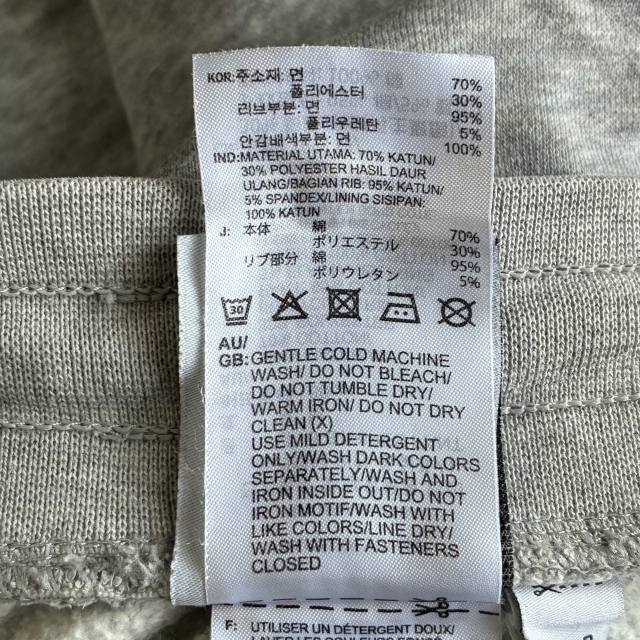 KOR:주소재: 면 70%
폴리에스터 30%
러브부분: 면 95%
폴리우레탄 5%
안감배색부분: 면 100%
IND:MATERIAL UTAMA: 70% KATUN/
30% POLYESTER HASIL DAUR
ULANG/BAGIAN RIB: 95% KATUN/
5% SPANDEX/LINING SISIPAN:
100% KATUN
J: 本体 綿 70%
ポリエステル 30%
リブ部分 綿 95%
ポリウレタン 5%
30
AU/
GB:GENTLE COLD MACHINE
WASH/ DO NOT BLEACH/
DO NOT TUMBLE DRY/
WARM IRON/ DO NOT DRY
CLEAN (X)
USE MILD DETERGENT
ONLY/WASH DARK COLORS
SEPARATELY/WASH AND
IRON INSIDE OUT/DO NOT
IRON MOTIF/WASH WITH
LIKE COLORS/LINE DRY/
WASH WITH FASTENERS
CLOSED
F: UTILISER UN DÉTERGENT DOUX/